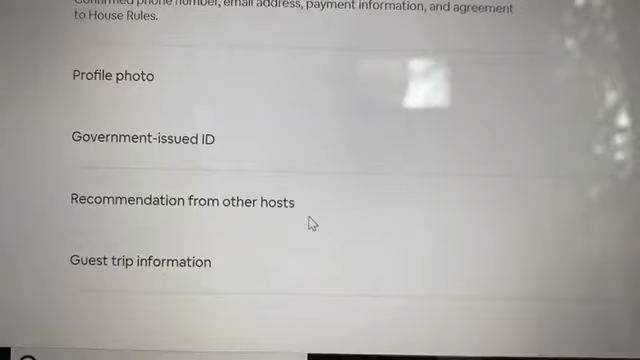 Confirmed phone number, email address, payment information, and agreement
to House Rules.
Profile photo
Government-issued ID
Recommendation from other hosts
Guest trip information